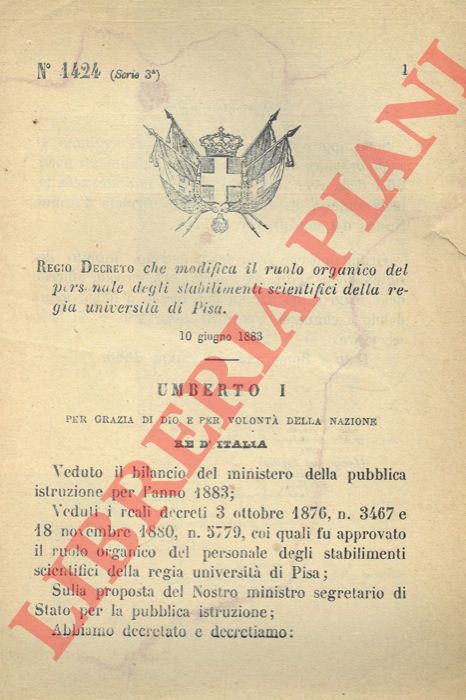 N° 1424 (Serie 3ª)
1
REGIO DECRETO che modifica il ruolo organico del
personale degli stabilimenti scientifici della re-
gia università di Pisa.
10 giugno 1883
UMBERTO I
PER GRAZIA DI DIO E PER VOLONTÀ DELLA NAZIONE
RE D'ITALIA
Veduto il bilancio del ministero della pubblica
istruzione per l'anno 1883;
Veduti i reali decreti 3 ottobre 1876, n. 3467 e
18 novembre 1880, n. 5779, coi quali fu approvato
il ruolo organico del personale degli stabilimenti
scientifici della regia università di Pisa;
Sulla proposta del Nostro ministro segretario di
Stato per la pubblica istruzione;
Abbiamo decretato e decretiamo:
LIBRERIA PIANI